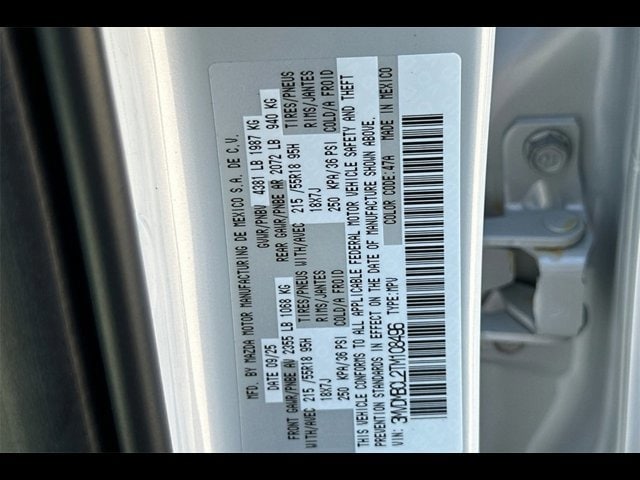 MFD. BY MAZDA MOTOR MANUFACTURING DE MEXICO S.A. DE C.V.
DATE 09/25 GVWR/PNBV 4381 LB 1987 KG
FRONT GAWR/PNBE AV 2355 LB 1068 KG REAR GAWR/PNBE AR 2072 LB 940 KG
TIRES/PNEUS TIRES/PNEUS
WITH/AVEC 215 /55R18 95H RIMS/JANTES WITH/AVEC 215 /55R18 95H RIMS/JANTES
18X7J 18X7J
250 KPA/36 PSI COLD/A FROID 250 KPA/36 PSI COLD/A FROID
THIS VEHICLE CONFORMS TO ALL APPLICABLE FEDERAL MOTOR VEHICLE SAFETY AND THEFT
PREVENTION STANDARDS IN EFFECT ON THE DATE OF MANUFACTURE SHOWN ABOVE.
VIN: TYPE:MPV COLOR CODE:47A MADE IN MEXICO